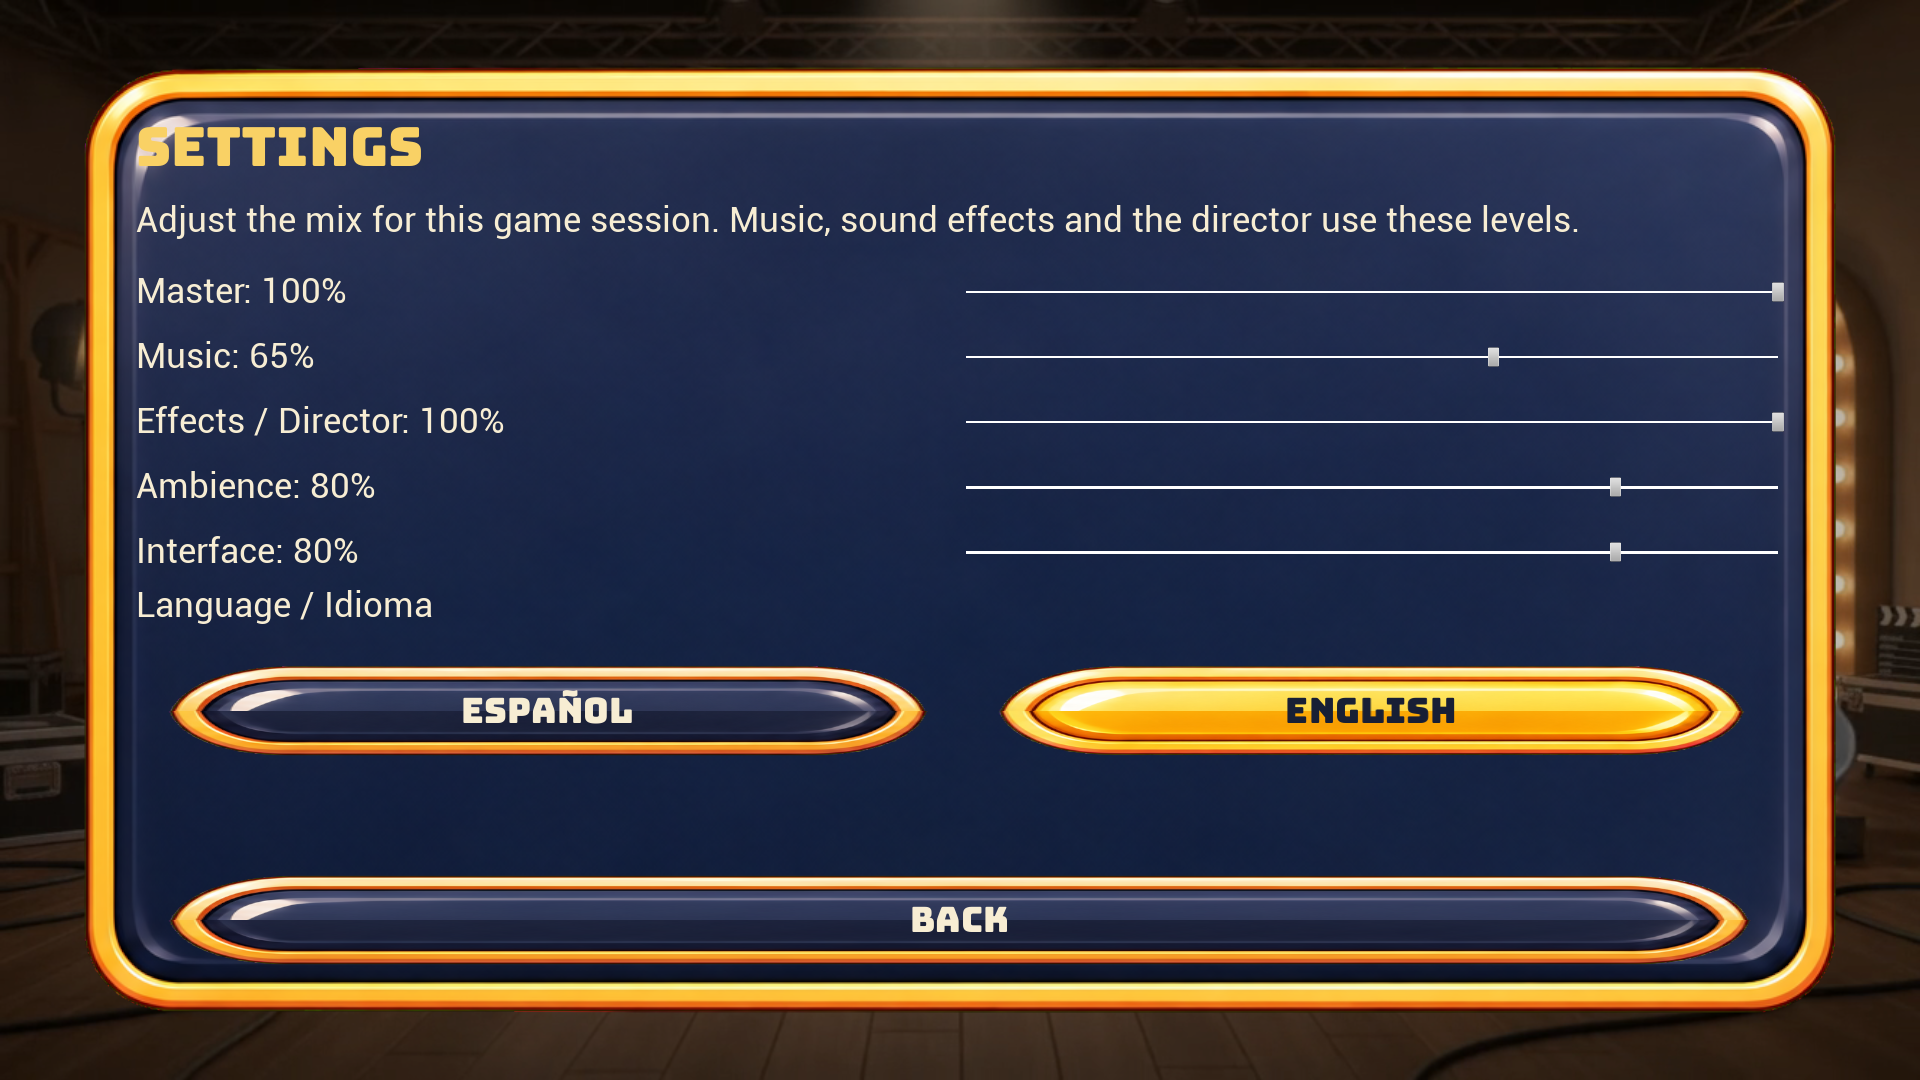 SETTINGS
Adjust the mix for this game session. Music, sound effects and the director use these levels.
Master: 100%
Music: 65%
Effects / Director: 100%
Ambience: 80%
Interface: 80%
Language / Idioma
ESPAÑOL
ENGLISH
BACK